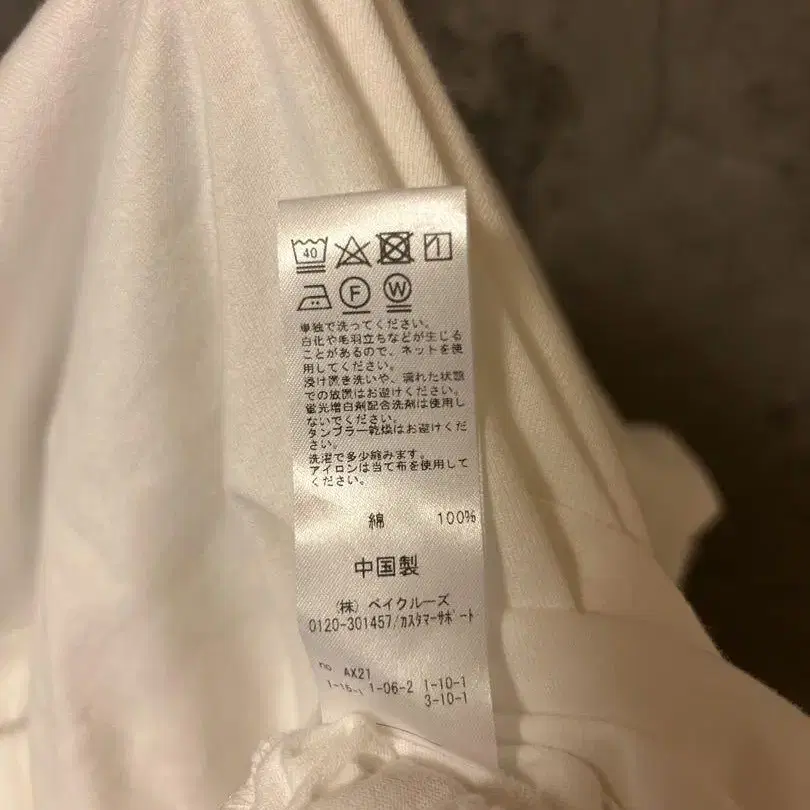 40
F W
単独で洗ってください。
白化や毛羽立ちなどが生じる
ことがあるので、ネットを使
用してください。
浸け置き洗いや、濡れた状態
での放置はお避けください。
蛍光増白剤配合洗剤は使用し
ないでください。
タンブラー乾燥はお避けくだ
さい。
洗濯で多少縮みます。
アイロンは当て布を使用して
ください。
綿 100%
中国製
(株) ベイクルーズ
0120-301457/カスタマーサポート
no AX21
1-15-1 1-06-2 1-10-1
3-10-1